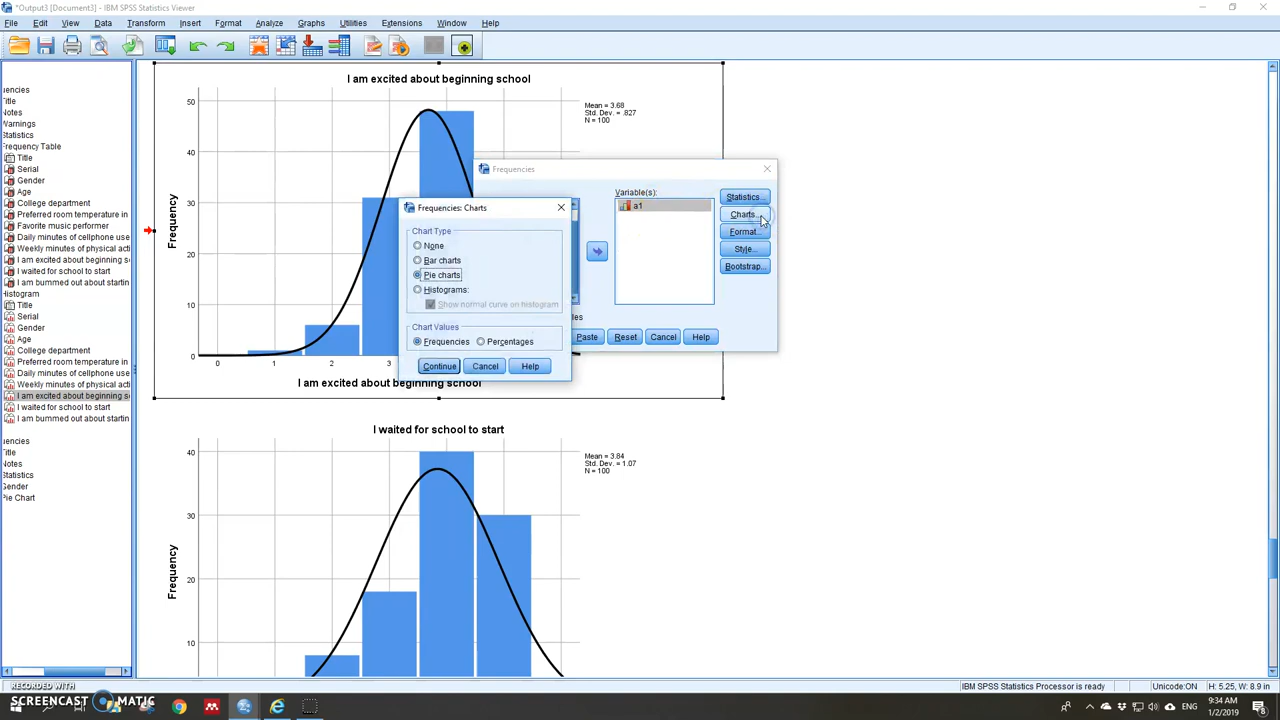 *Output3 [Document3] - IBM SPSS Statistics Viewer
File Edit View Data Transform Insert Format Analyze Graphs Utilities Extensions Window Help
uencies
Title
Notes
Warnings
Statistics
Frequency Table
Title
Serial
Gender
Age
College department
Preferred room temperature in
Favorite music performer
Daily minutes of cellphone use
Weekly minutes of physical acti
I am excited about beginning s
I waited for school to start
I am bummed out about startin
Histogram
Title
Serial
Gender
Age
College department
Preferred room temperature in
Daily minutes of cellphone use
Weekly minutes of physical acti
I am excited about beginning s
I waited for school to start
I am bummed out about startin
uencies
Title
Notes
Statistics
Gender
Pie Chart
I am excited about beginning school
Mean = 3.68
Std. Dev. = .827
N = 100
Frequency
50
40
30
20
10
0
0 1 2 3
I am excited about beginning school
Frequencies
Variable(s):
a1
Statistics...
Charts...
Format...
Style...
Bootstrap...
les
Paste Reset Cancel Help
Frequencies: Charts
Chart Type
None
Bar charts
Pie charts
Histograms:
Show normal curve on histogram
Chart Values
Frequencies Percentages
Continue Cancel Help
I waited for school to start
Mean = 3.84
Std. Dev. = 1.07
N = 100
Frequency
40
30
20
10
RECORDED WITH
SCREENCAST MATIC
IBM SPSS Statistics Processor is ready
Unicode:ON
H: 5.25, W: 8.9 in
ENG
9:34 AM
1/2/2019
8